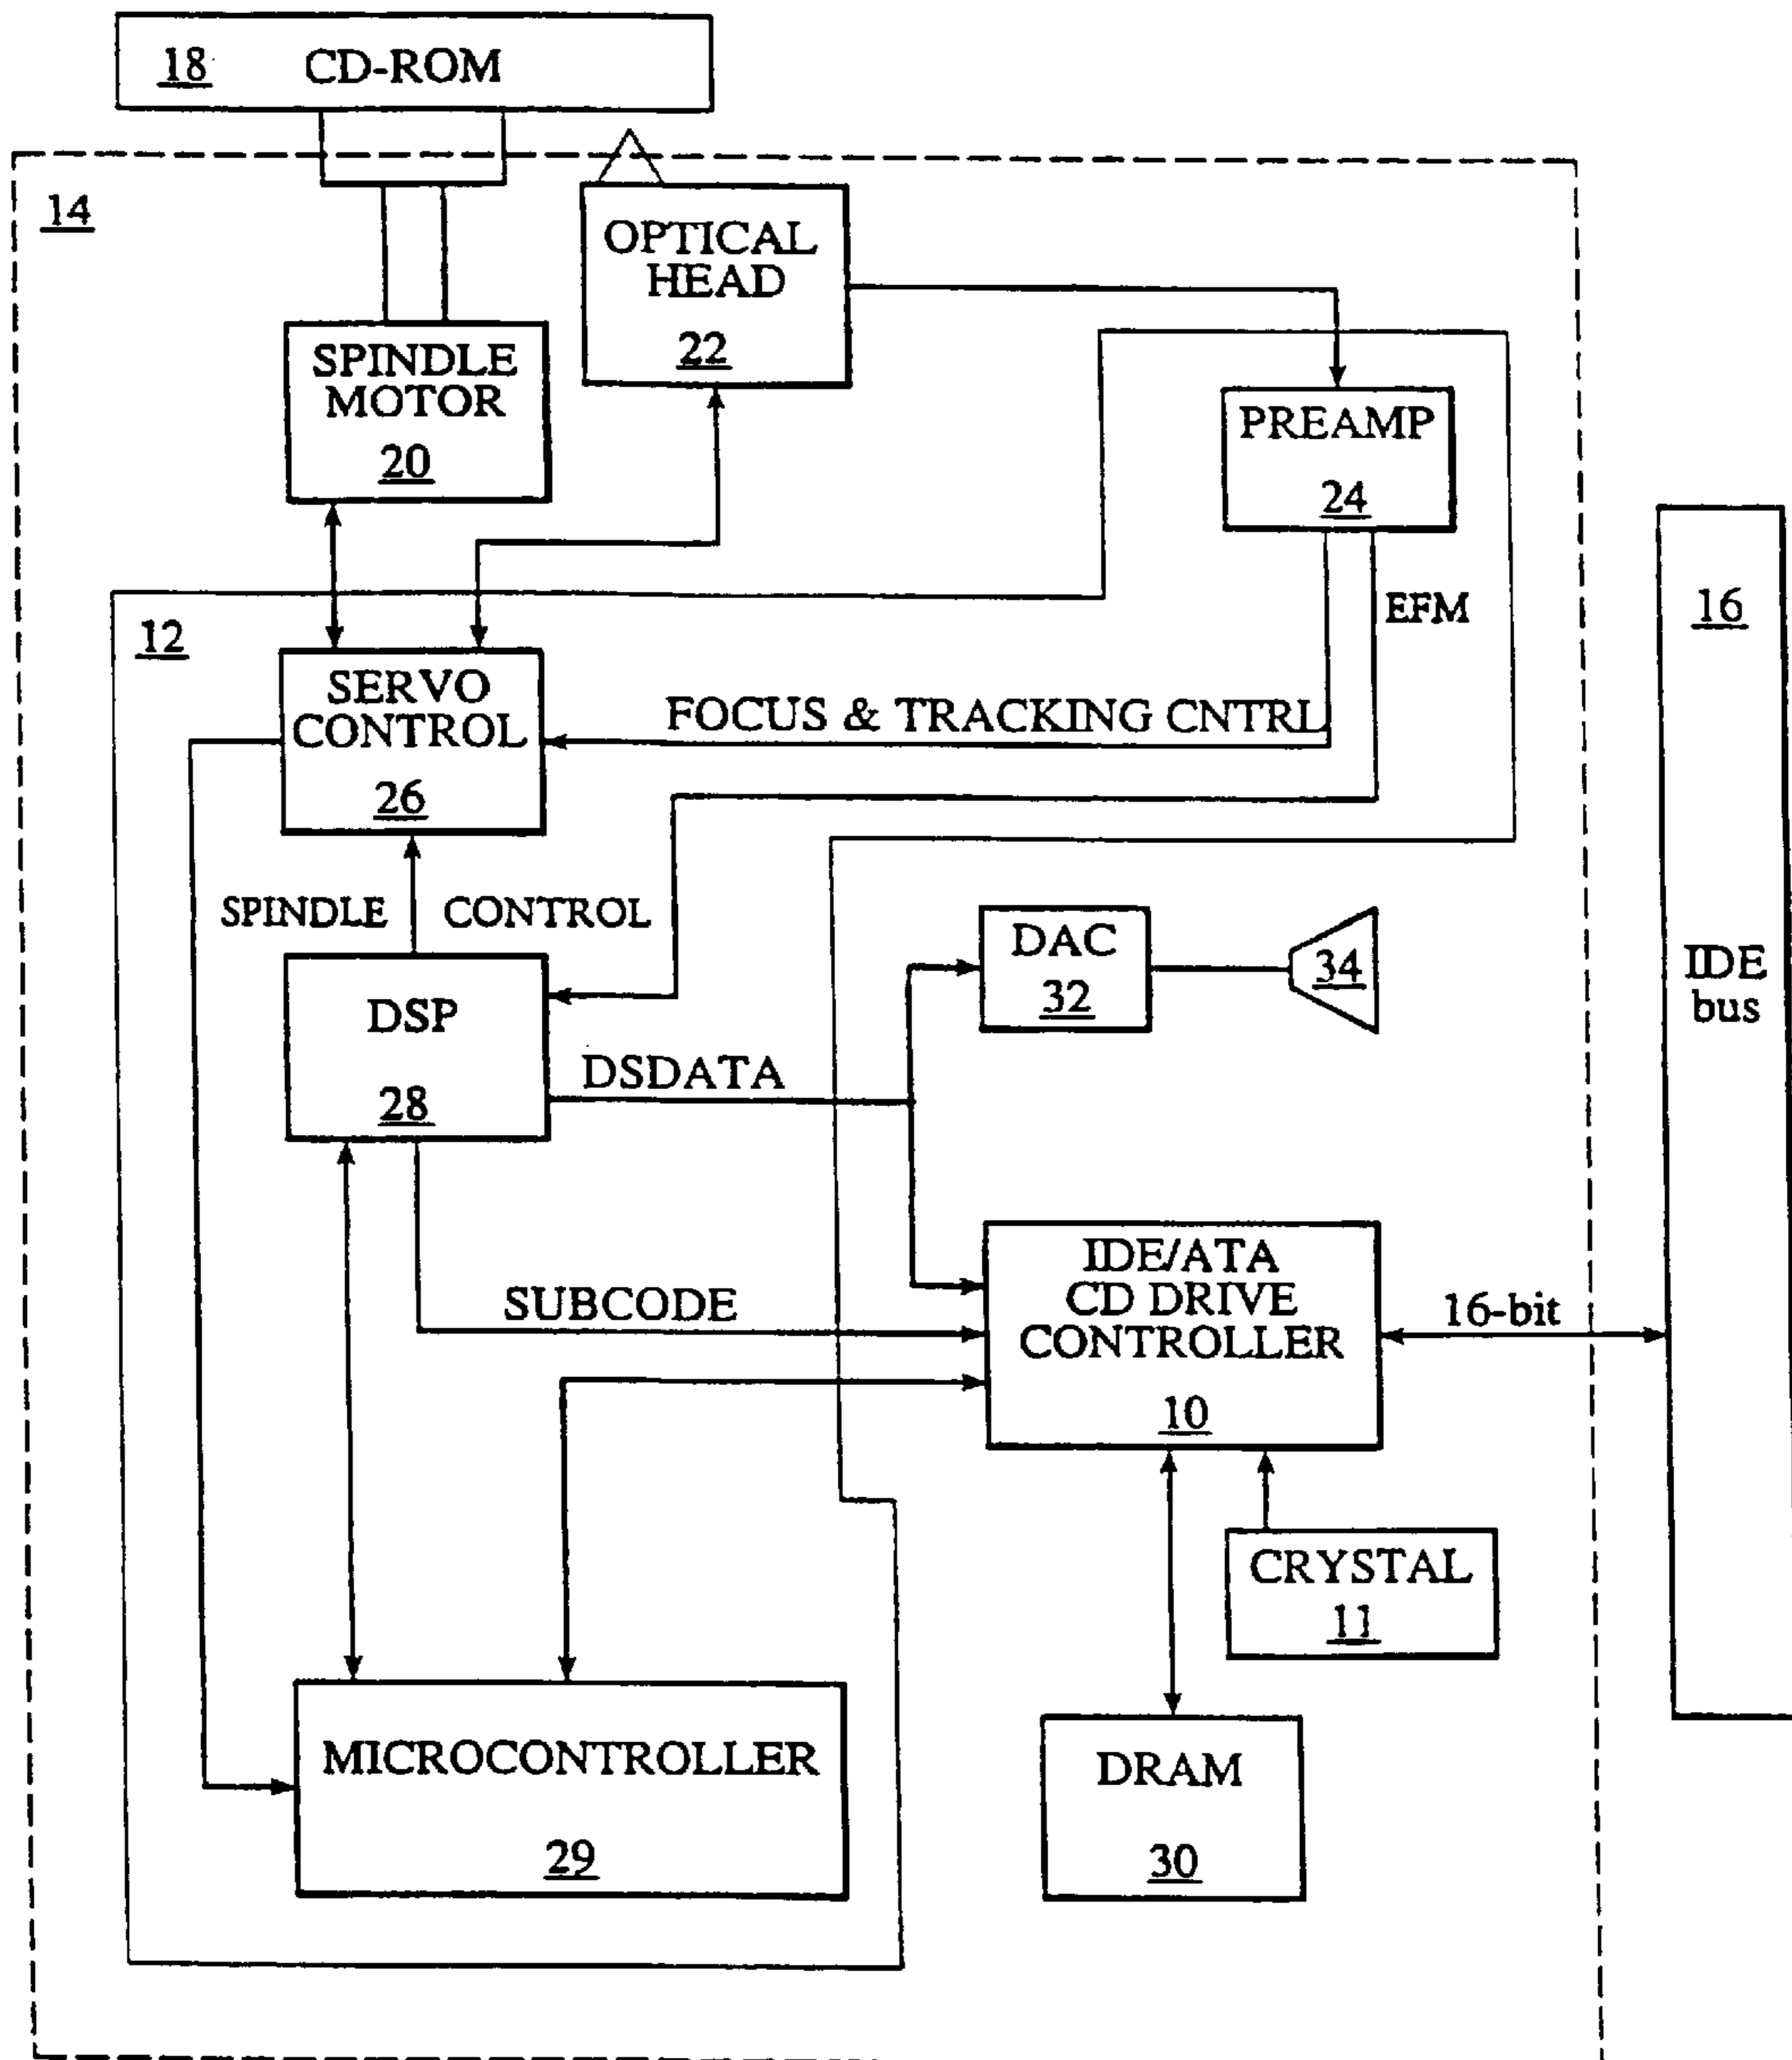 18 CD-ROM
14
OPTICAL
HEAD
22
SPINDLE
MOTOR
20
PREAMP
24
EFM
16
12
SERVO
CONTROL
26
FOCUS & TRACKING CNTRL
SPINDLE CONTROL
DAC
32
34
IDE
bus
DSP
28
DSDATA
IDE/ATA
CD DRIVE
CONTROLLER
10
SUBCODE
16-bit
CRYSTAL
11
MICROCONTROLLER
29
DRAM
30